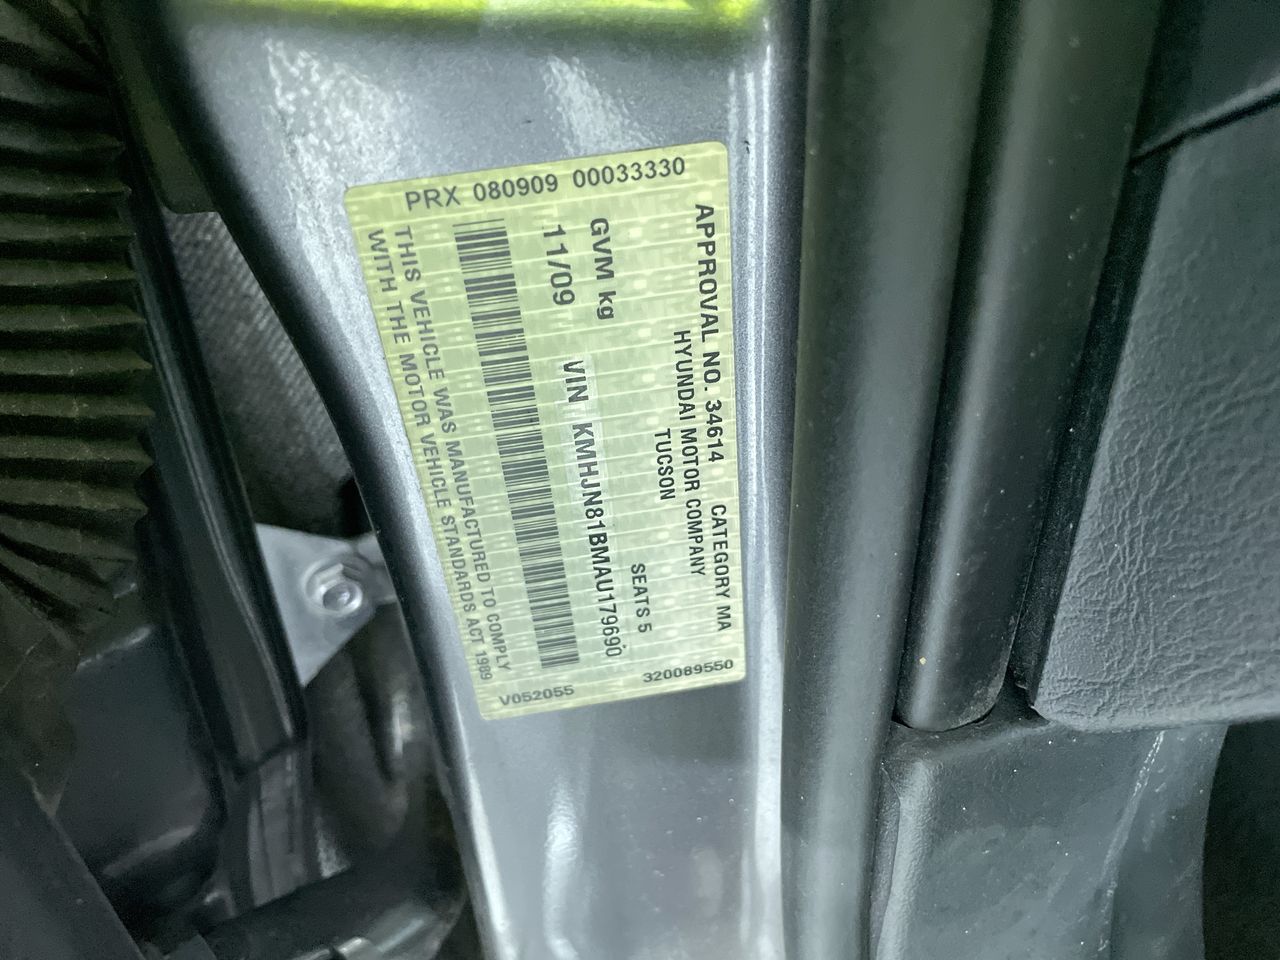 PRX 080909 00033330
APPROVAL NO. 34614 CATEGORY MA
HYUNDAI MOTOR COMPANY
TUCSON
GVM kg
SEATS 5
11/09 VIN KMHJN81BMAU179690
THIS VEHICLE WAS MANUFACTURED TO COMPLY
WITH THE MOTOR VEHICLE STANDARDS ACT 1989
V052055
320089550